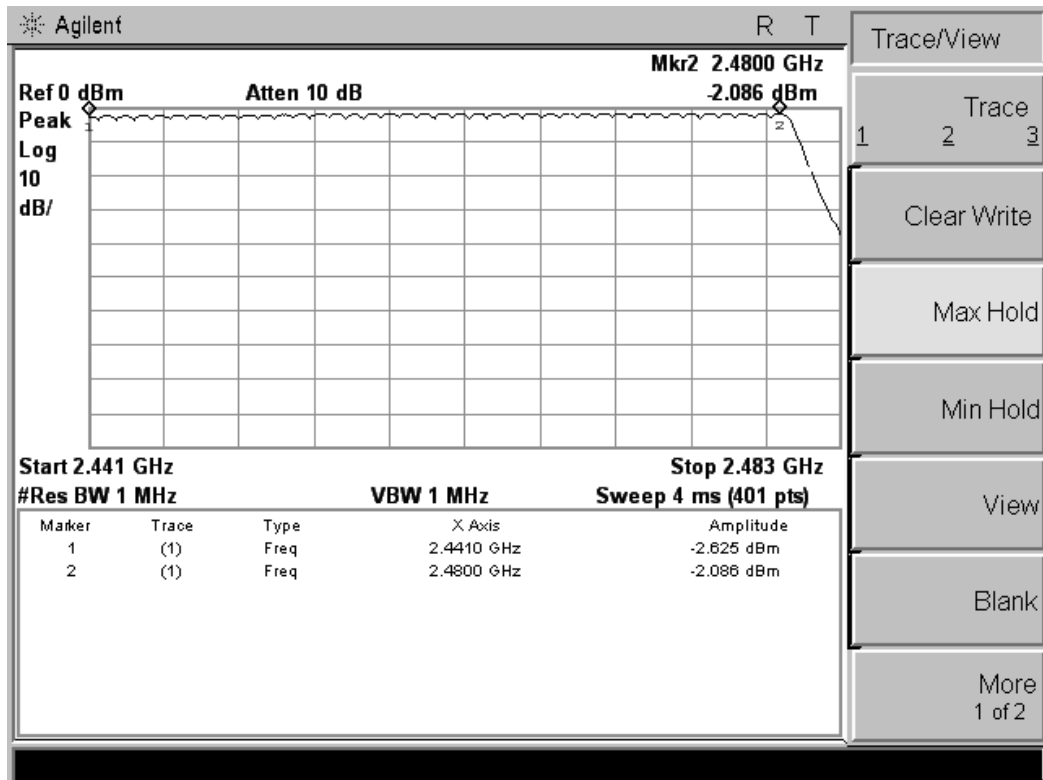 Agilent R T
Mkr2 2.4800 GHz
Ref 0 dBm Atten 10 dB -2.086 dBm
Peak
Log
10
dB/
1
2
Start 2.441 GHz Stop 2.483 GHz
#Res BW 1 MHz VBW 1 MHz Sweep 4 ms (401 pts)
Marker Trace Type X Axis Amplitude
1 (1) Freq 2.4410 GHz -2.625 dBm
2 (1) Freq 2.4800 GHz -2.086 dBm
Trace/View
Trace
1 2 3
Clear Write
Max Hold
Min Hold
View
Blank
More
1 of 2